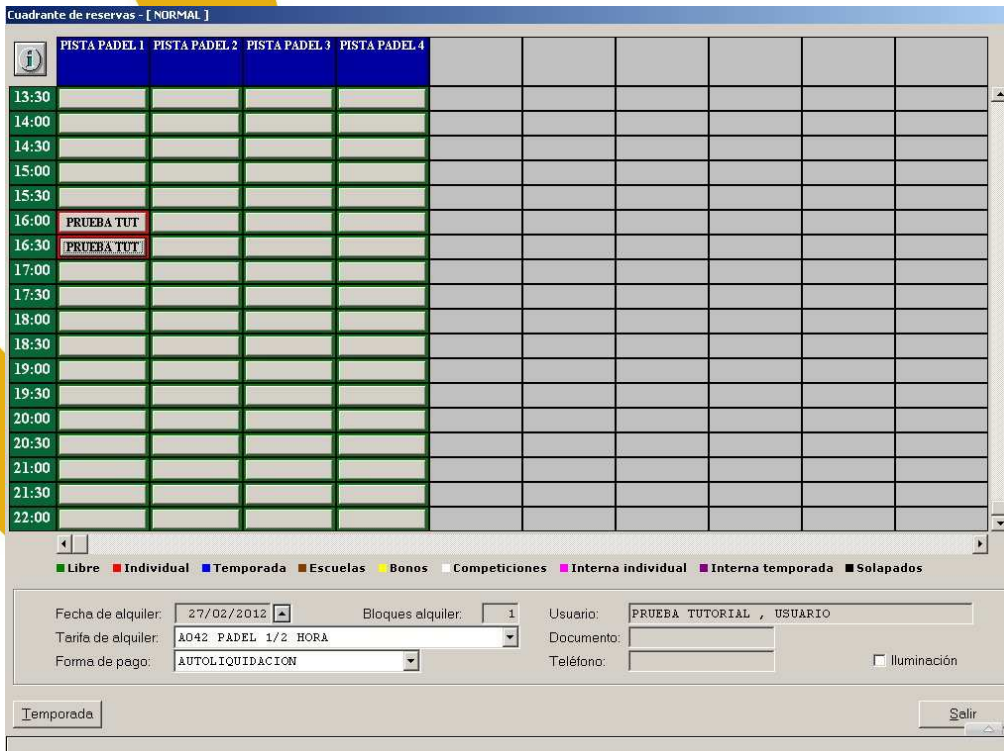 Cuadrante de reservas - [ NORMAL ]
PISTA PADEL 1 PISTA PADEL 2 PISTA PADEL 3 PISTA PADEL 4
13:30
14:00
14:30
15:00
15:30
16:00 PRUEBA TUT
16:30 PRUEBA TUT
17:00
17:30
18:00
18:30
19:00
19:30
20:00
20:30
21:00
21:30
22:00
Libre Individual Temporada Escuelas Bonos Competiciones Interna individual Interna temporada Solapados
Fecha de alquiler: 27/02/2012 Bloques alquiler: 1 Usuario: PRUEBA TUTORIAL , USUARIO
Tarifa de alquiler: A042 PADEL 1/2 HORA Documento:
Forma de pago: AUTOLIQUIDACION Teléfono: Iluminación
Temporada Salir